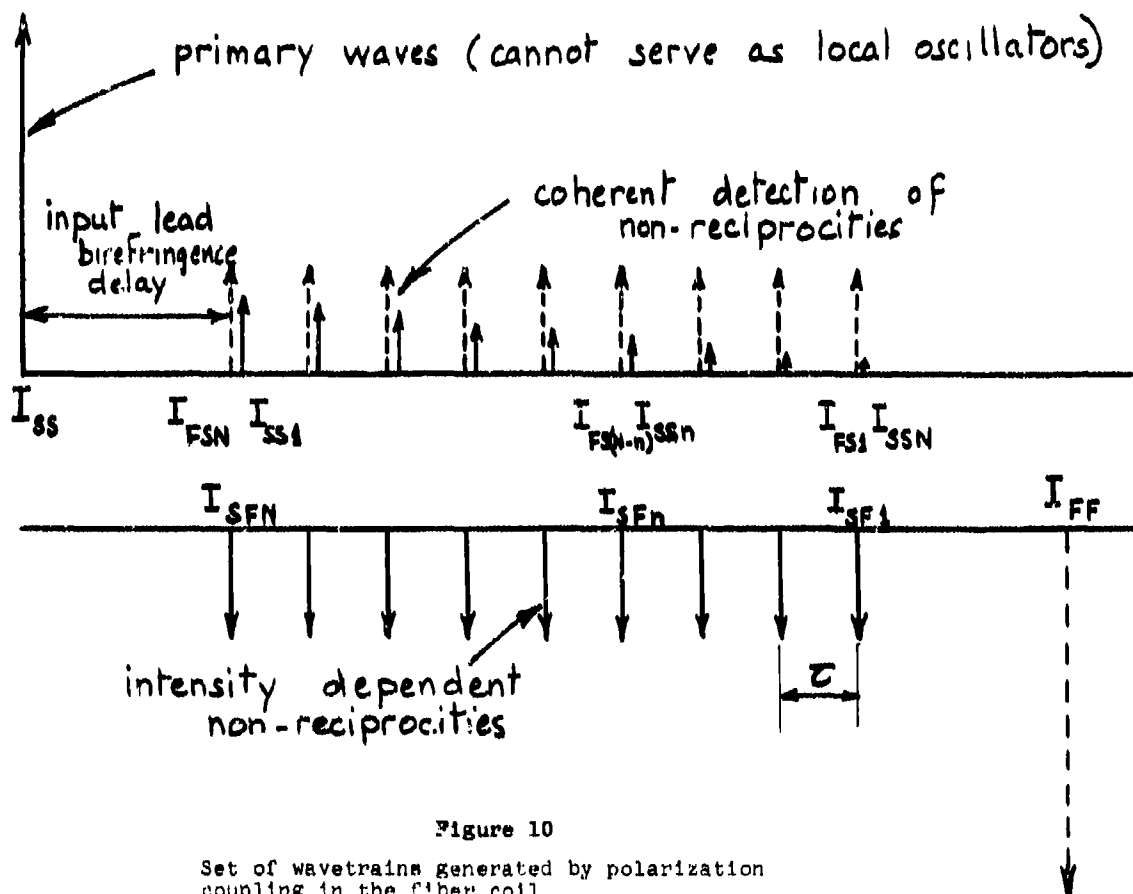 primary waves (cannot serve as local oscillators)
coherent detection of
non-reciprocities
input lead
birefringence
delay
I_SS I_FSN I_SS1 I_FS(N-n) I_SSn I_FS1 I_SSN
I_SFN I_SFn I_SF1 I_FF
intensity dependent
non-reciprocities
τ
Figure 10
Set of wavetrains generated by polarization
coupling in the fiber coil